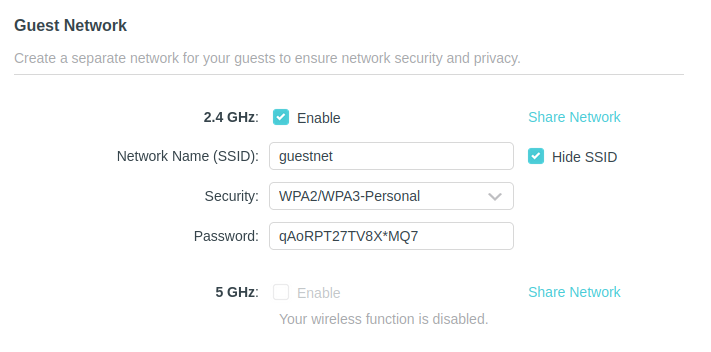 Guest Network
Create a separate network for your guests to ensure network security and privacy.
2.4 GHz: Enable Share Network
Network Name (SSID): guestnet Hide SSID
Security: WPA2/WPA3-Personal
Password: qAoRPT27TV8X*MQ7
5 GHz: Enable Share Network
Your wireless function is disabled.